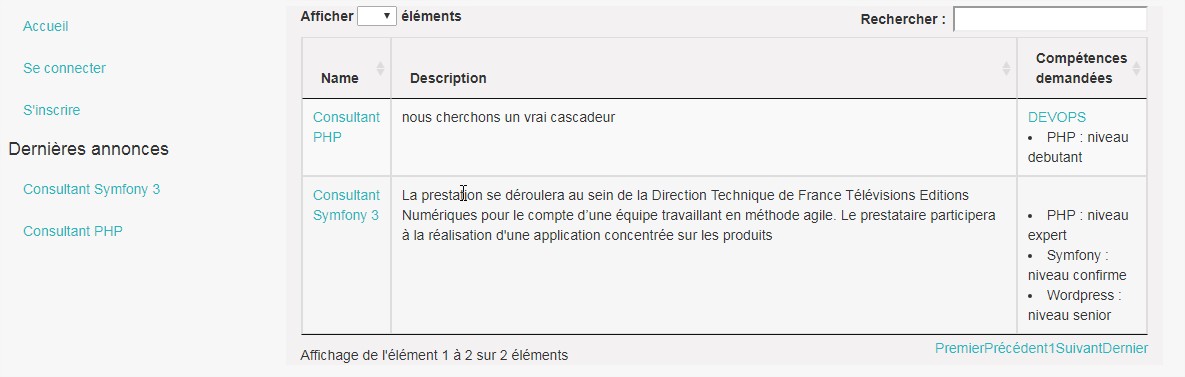 Accueil
Se connecter
S'inscrire
Dernières annonces
Consultant Symfony 3
Consultant PHP
Afficher éléments
Rechercher :
Name
Description
Compétences
demandées
Consultant
PHP
nous cherchons un vrai cascadeur
DEVOPS
• PHP : niveau
debutant
Consultant
Symfony 3
La prestation se déroulera au sein de la Direction Technique de France Télévisions Editions
Numériques pour le compte d'une équipe travaillant en méthode agile. Le prestataire participera
à la réalisation d'une application concentrée sur les produits
• PHP : niveau
expert
• Symfony :
niveau confirme
• Wordpress :
niveau senior
Affichage de l'élément 1 à 2 sur 2 éléments
PremierPrécédent1SuivantDernier